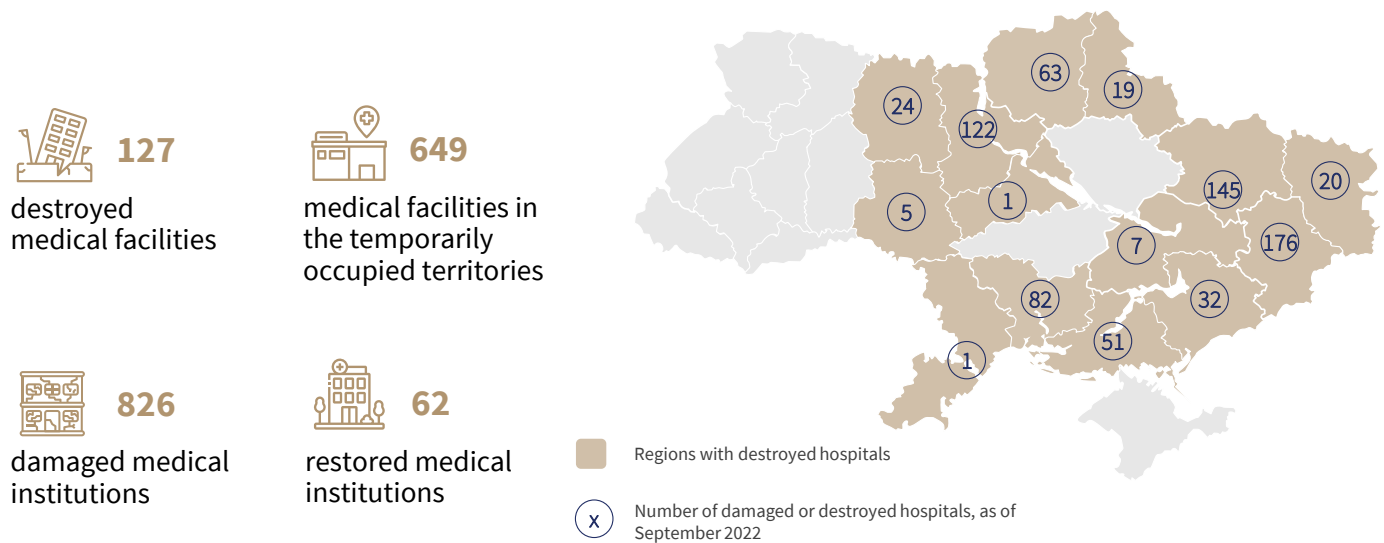 127
destroyed
medical facilities
649
medical facilities in
the temporarily
occupied territories
826
damaged medical
institutions
62
restored medical
institutions
63
19
24
122
145
20
5
1
7
176
82
32
51
1
Regions with destroyed hospitals
x
Number of damaged or destroyed hospitals, as of
September 2022